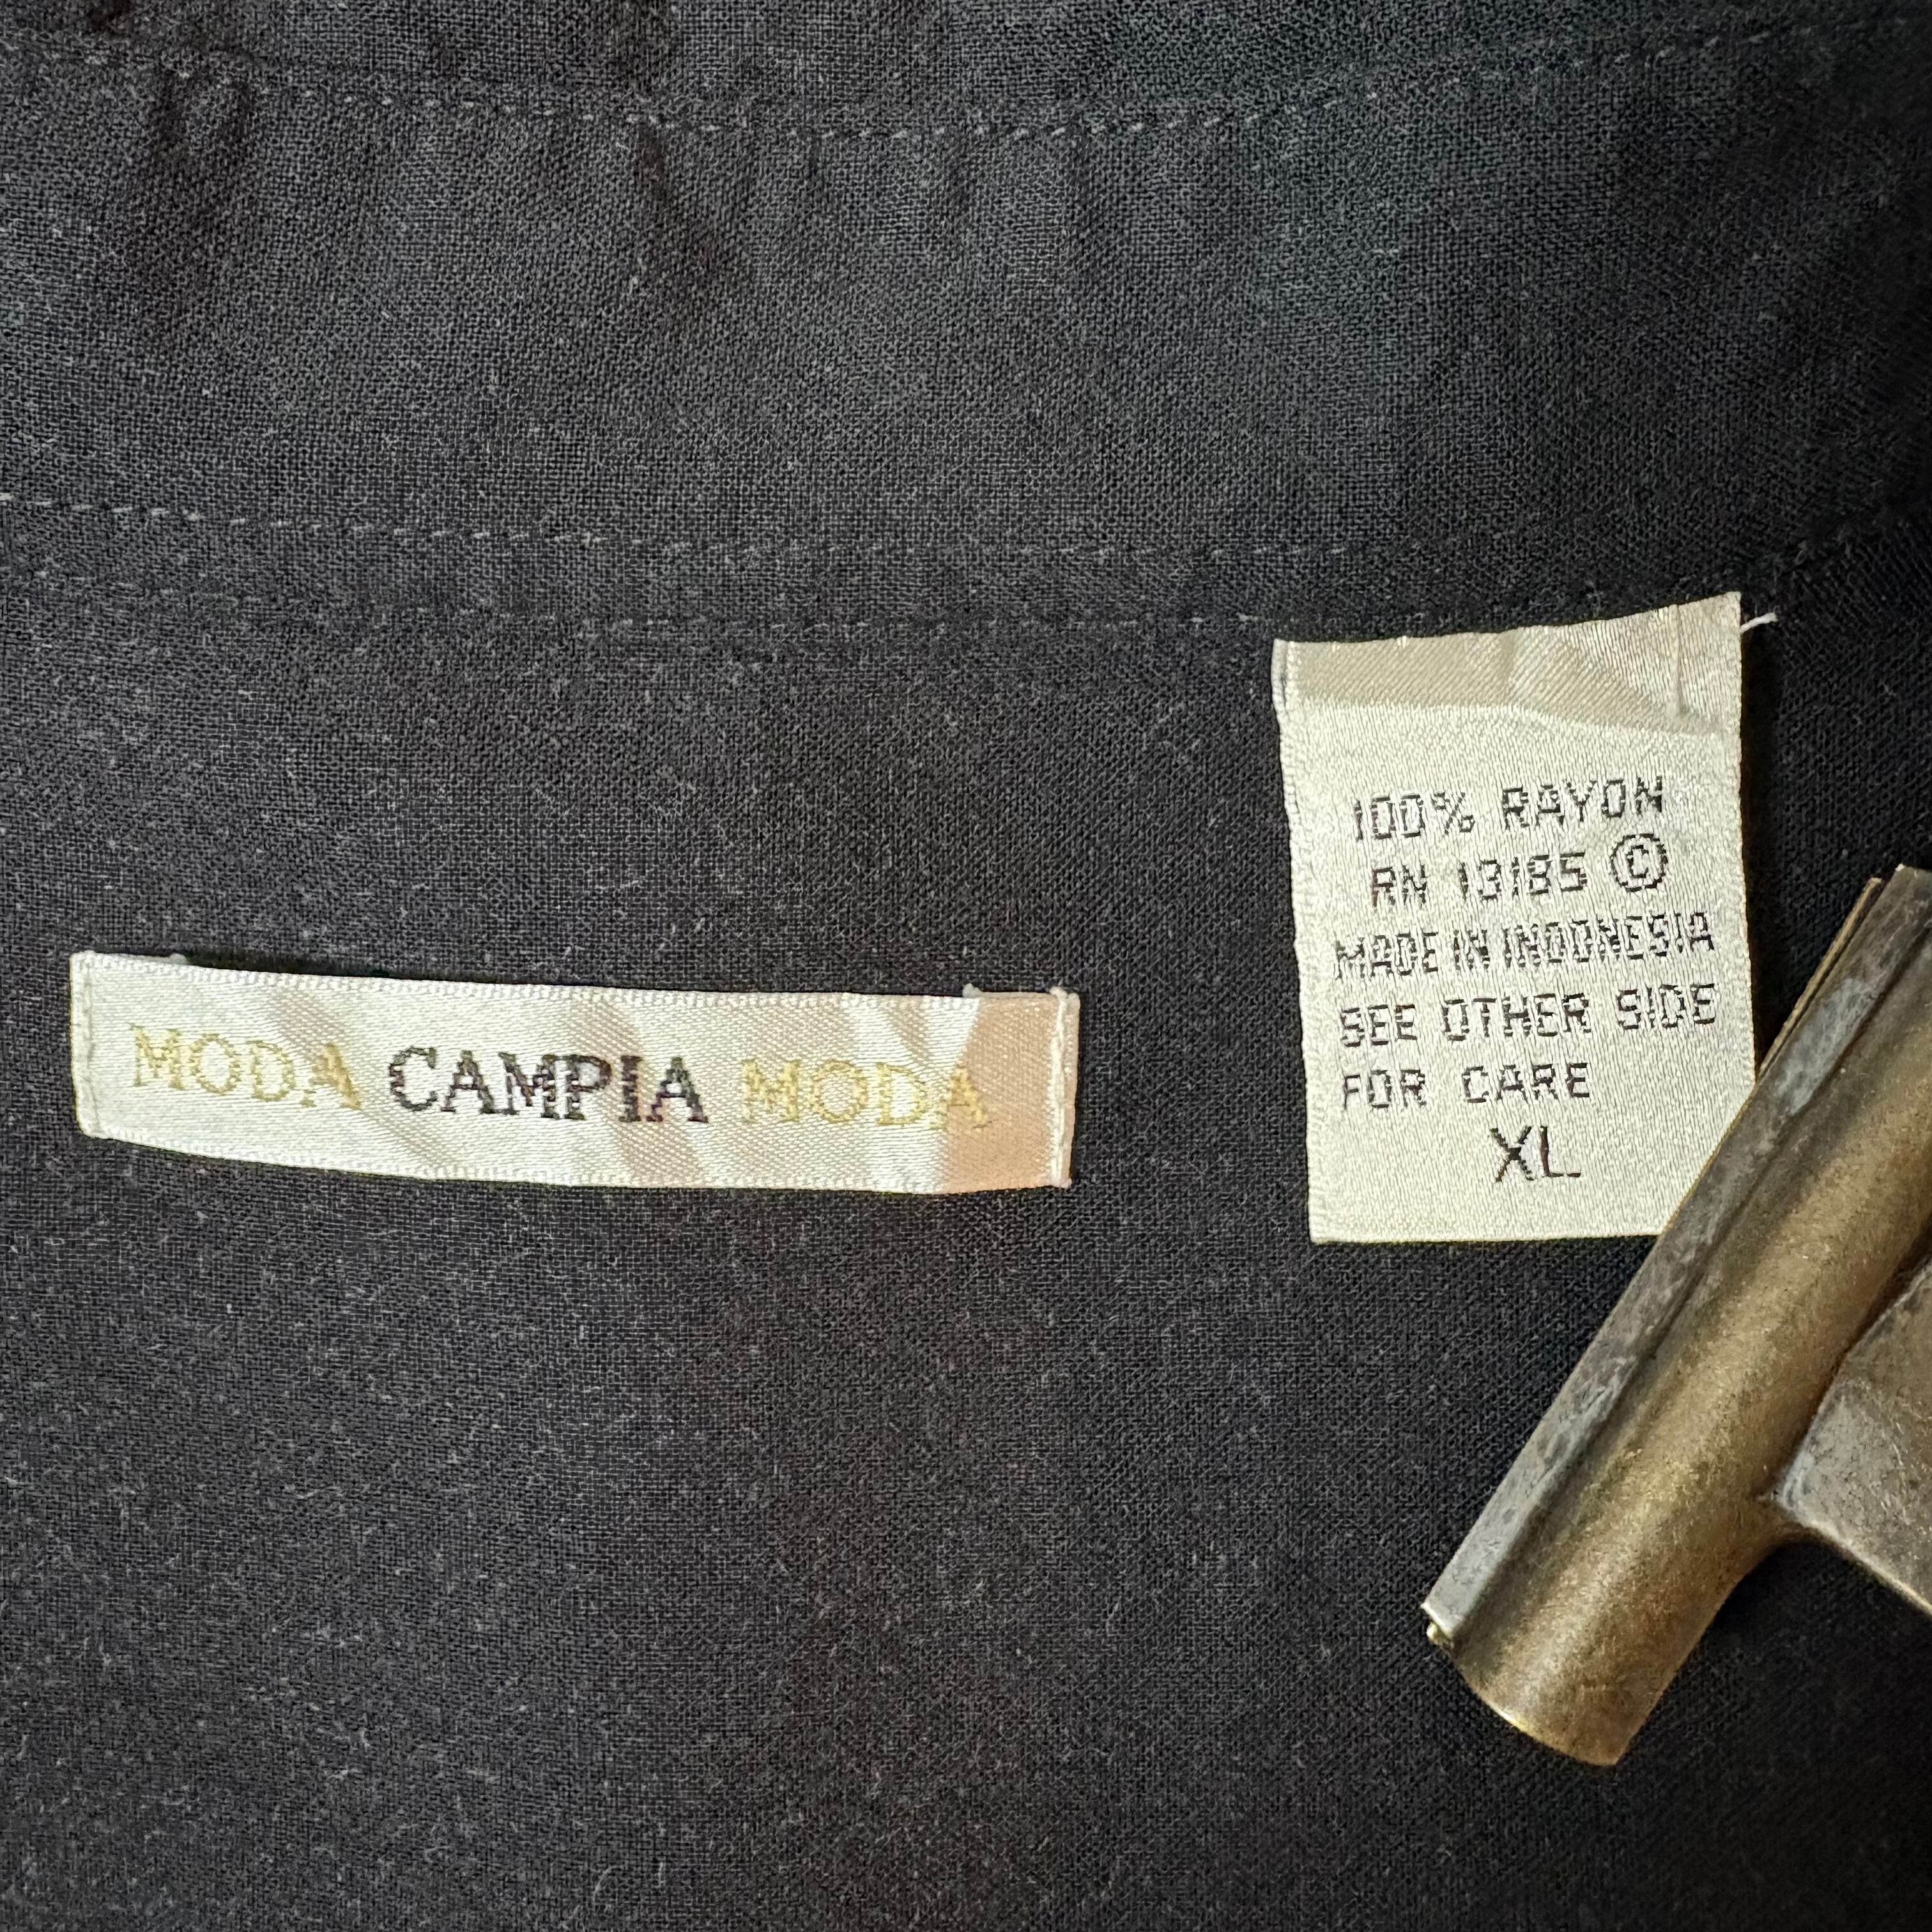 MODA CAMPIA MODA
100% RAYON
RN 13185 ©
MADE IN INDONESIA
SEE OTHER SIDE
FOR CARE
XL